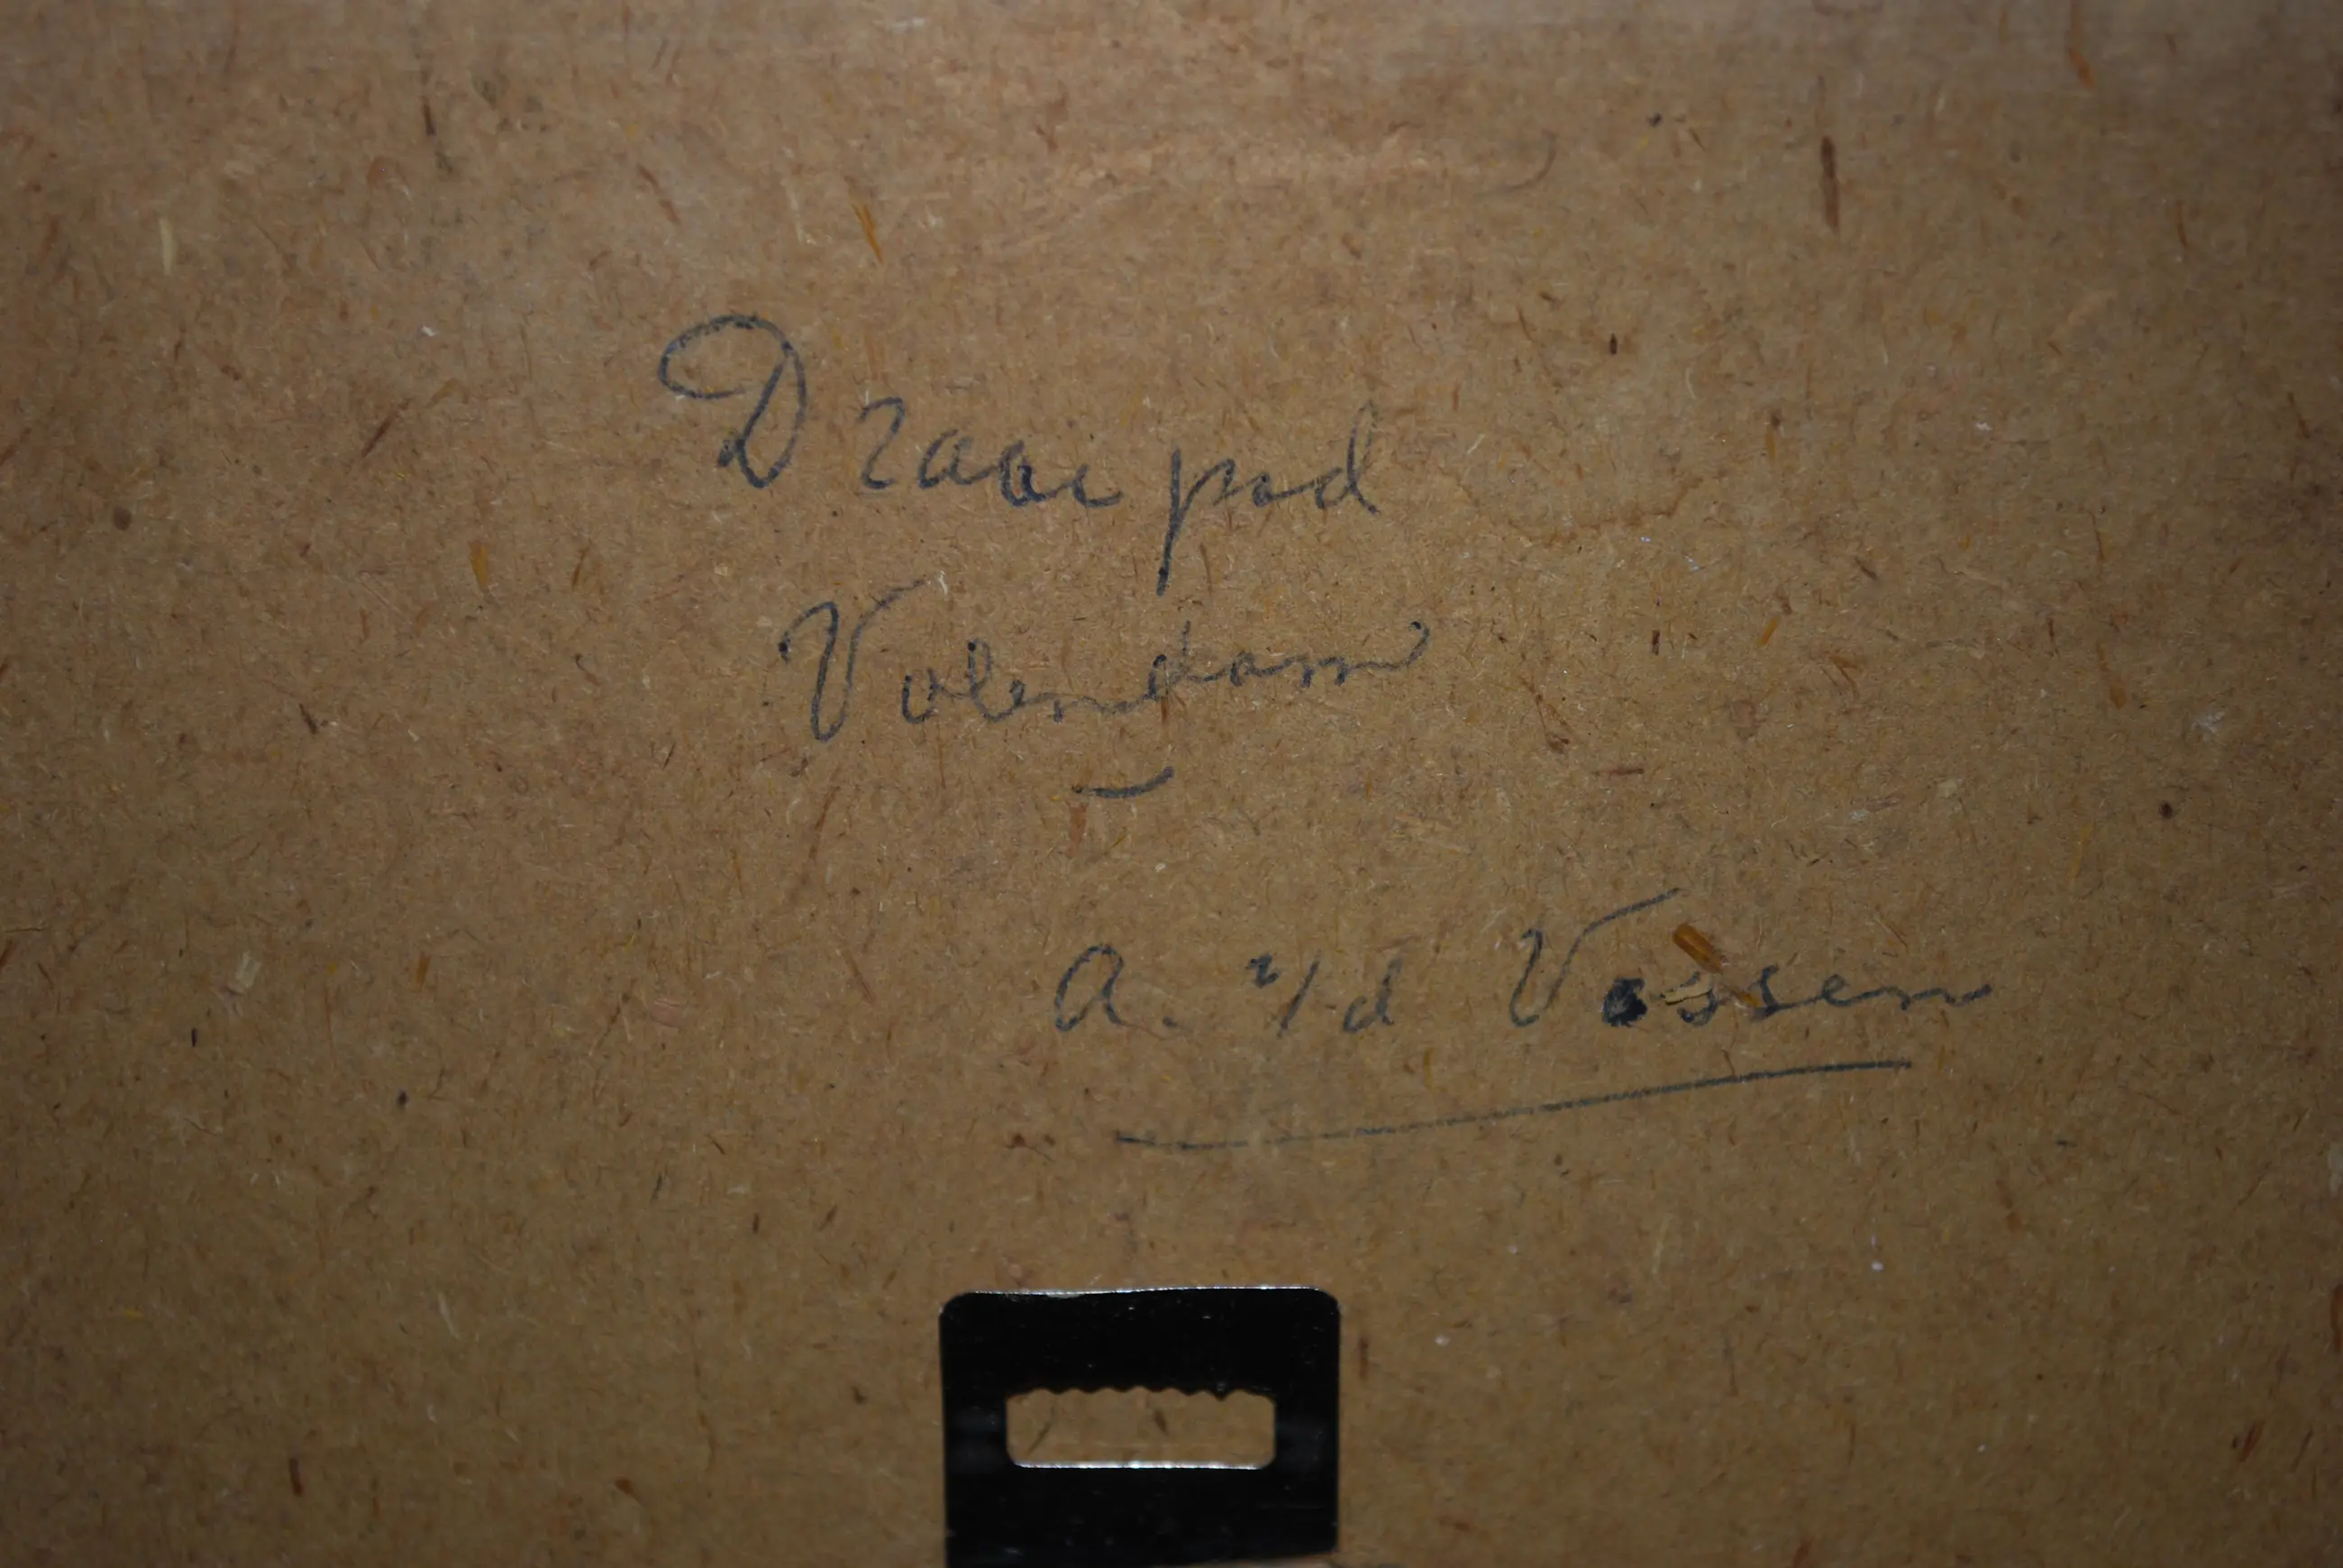 Draaipad
Volendam
A. v/d Vossen